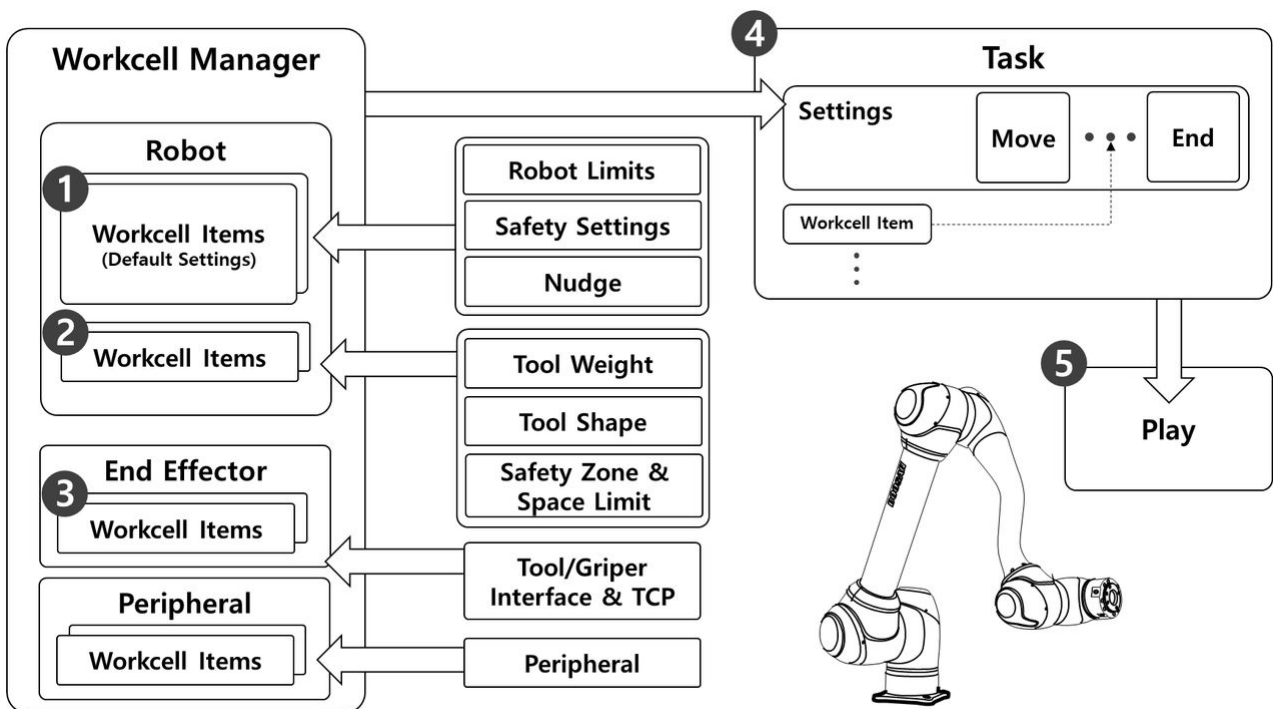 Workcell Manager
Robot
1
Workcell Items
(Default Settings)
2
Workcell Items
End Effector
3
Workcell Items
Peripheral
Workcell Items
Robot Limits
Safety Settings
Nudge
Tool Weight
Tool Shape
Safety Zone &
Space Limit
Tool/Griper
Interface & TCP
Peripheral
4
Task
Settings
Move
End
Workcell Item
5
Play